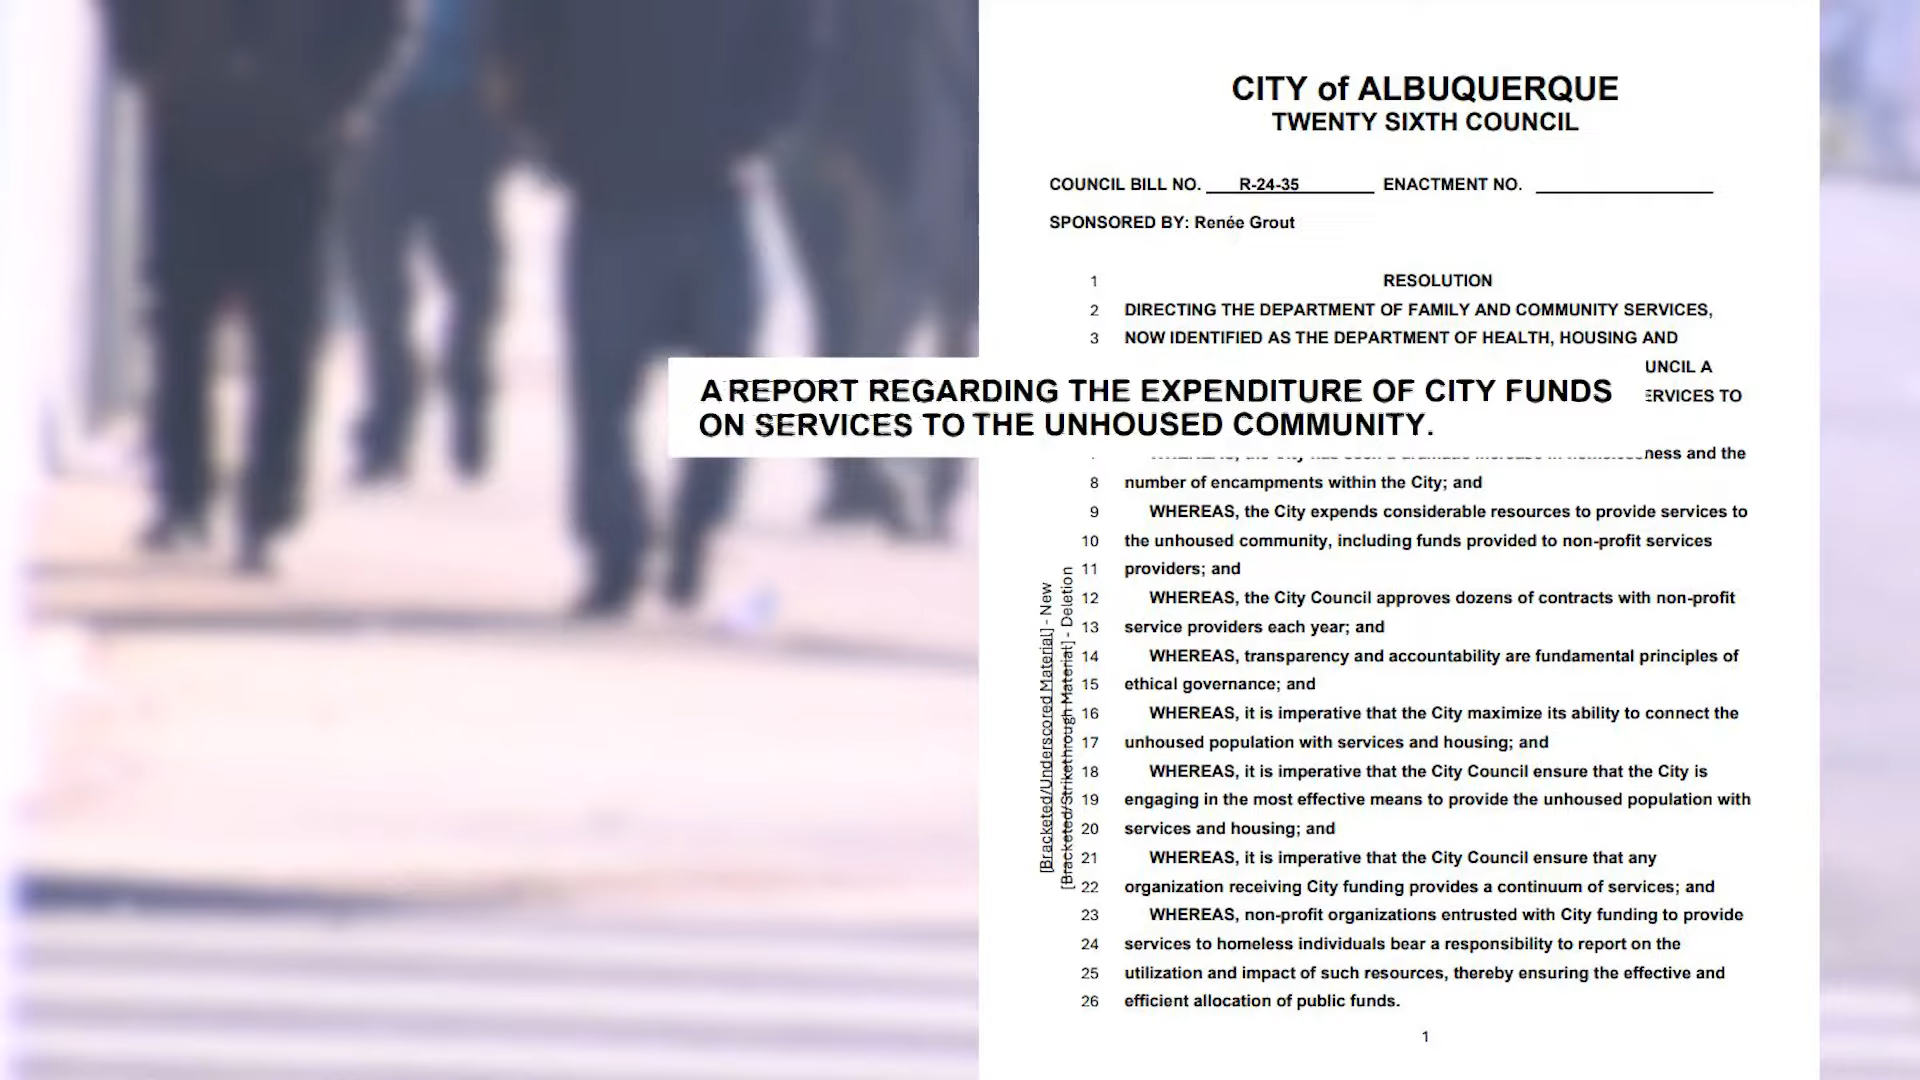 CITY of ALBUQUERQUE
TWENTY SIXTH COUNCIL
COUNCIL BILL NO. R-24-35 ENACTMENT NO.
SPONSORED BY: Renée Grout
1 RESOLUTION
2 DIRECTING THE DEPARTMENT OF FAMILY AND COMMUNITY SERVICES,
3 NOW IDENTIFIED AS THE DEPARTMENT OF HEALTH, HOUSING AND
UNCIL A
A REPORT REGARDING THE EXPENDITURE OF CITY FUNDS
ERVICES TO
ON SERVICES TO THE UNHOUSED COMMUNITY.
and the
8 number of encampments within the City; and
9 WHEREAS, the City expends considerable resources to provide services to
10 the unhoused community, including funds provided to non-profit services
11 providers; and
12 WHEREAS, the City Council approves dozens of contracts with non-profit
13 service providers each year; and
14 WHEREAS, transparency and accountability are fundamental principles of
15 ethical governance; and
16 WHEREAS, it is imperative that the City maximize its ability to connect the
17 unhoused population with services and housing; and
18 WHEREAS, it is imperative that the City Council ensure that the City is
19 engaging in the most effective means to provide the unhoused population with
20 services and housing; and
21 WHEREAS, it is imperative that the City Council ensure that any
22 organization receiving City funding provides a continuum of services; and
23 WHEREAS, non-profit organizations entrusted with City funding to provide
24 services to homeless individuals bear a responsibility to report on the
25 utilization and impact of such resources, thereby ensuring the effective and
26 efficient allocation of public funds.
[Bracketed/Underscored Material] - New
[Bracketed/Strikethrough Material] - Deletion
1